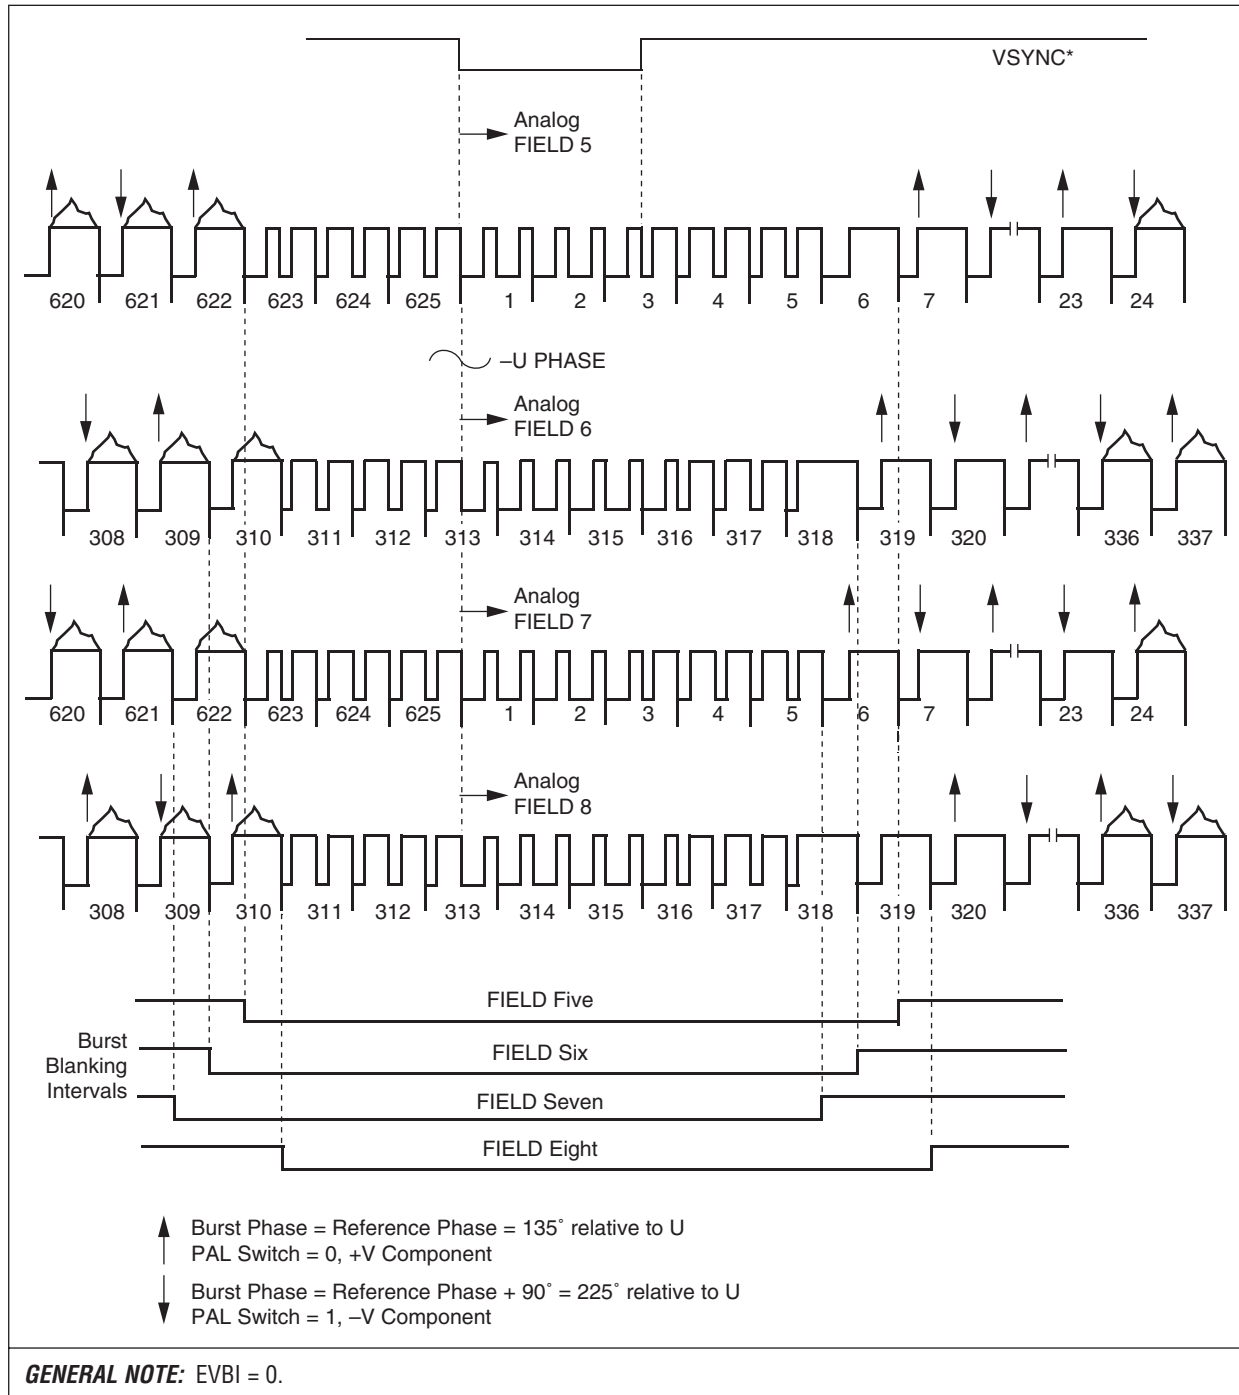 VSYNC*
Analog
FIELD 5
620 621 622 623 624 625 1 2 3 4 5 6 7 23 24
–U PHASE
Analog
FIELD 6
308 309 310 311 312 313 314 315 316 317 318 319 320 336 337
Analog
FIELD 7
620 621 622 623 624 625 1 2 3 4 5 6 7 23 24
Analog
FIELD 8
308 309 310 311 312 313 314 315 316 317 318 319 320 336 337
FIELD Five
Burst
Blanking
Intervals
FIELD Six
FIELD Seven
FIELD Eight
Burst Phase = Reference Phase = 135˚ relative to U
PAL Switch = 0, +V Component
Burst Phase = Reference Phase + 90˚ = 225˚ relative to U
PAL Switch = 1, –V Component
GENERAL NOTE: EVBI = 0.